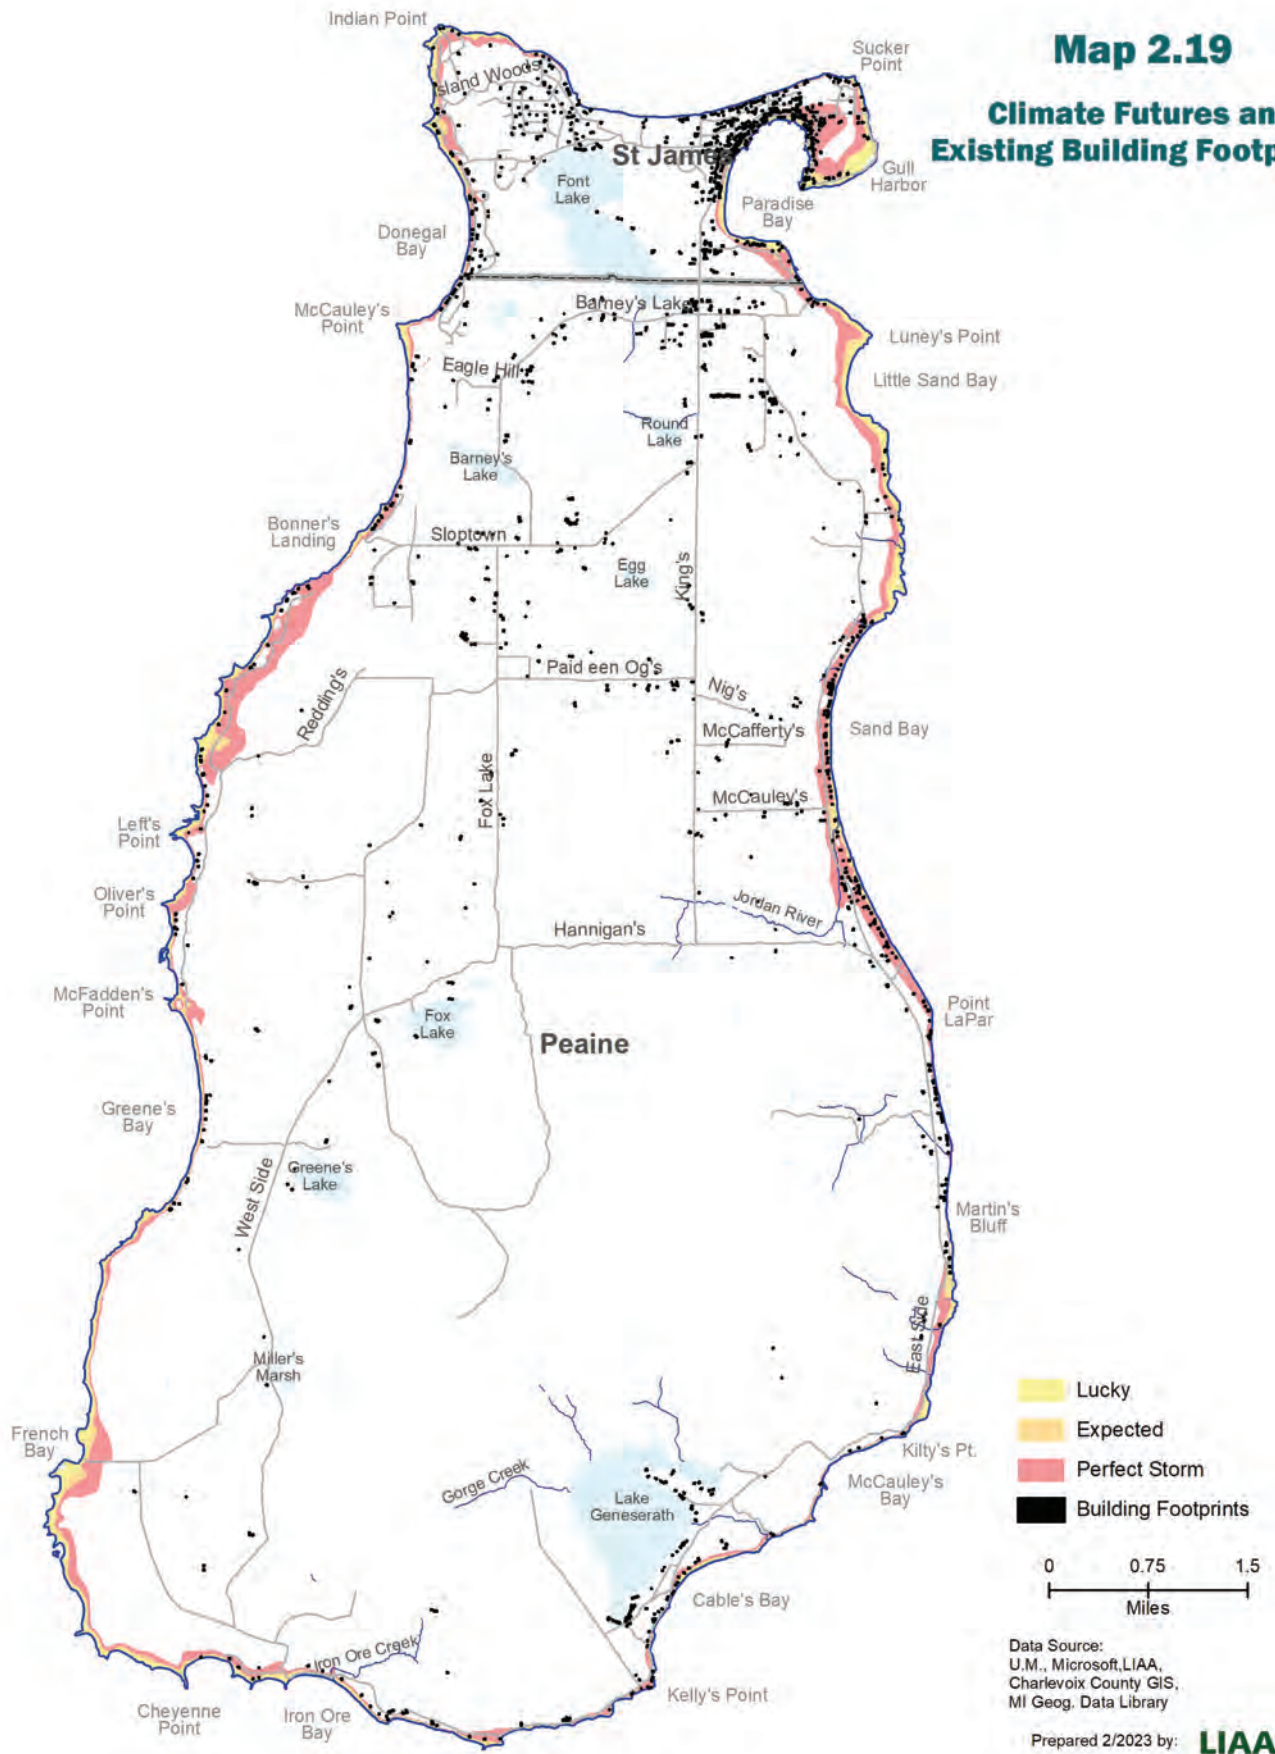 Indian Point
Map 2.19
Sucker
Point
Climate Futures an
Existing Building Footp
sland Woods
St James
Font
Lake
Gull
Harbor
Paradise
Bay
Donegal
Bay
McCauley's
Point
Barney's Lake
Luney's Point
Eagle Hill
Little Sand Bay
Round
Lake
Barney's
Lake
Bonner's
Landing
Sloptown
Egg
Lake
King's
Paid een Og's
Redding's
Nig's
McCafferty's
Sand Bay
Fox Lake
McCauley's
Left's
Point
Oliver's
Point
Jordan River
Hannigan's
McFadden's
Point
Fox
Lake
Point
LaPar
Peaine
Greene's
Bay
Greene's
Lake
West Side
Martin's
Bluff
East Side
Miller's
Marsh
Lucky
Expected
Perfect Storm
Building Footprints
French
Bay
Kilty's Pt.
McCauley's
Bay
Gorge Creek
Lake
Geneserath
0 0.75 1.5
Miles
Cable's Bay
Iron Ore Creek
Kelly's Point
Cheyenne
Point
Iron Ore
Bay
Data Source:
U.M., Microsoft,LIAA,
Charlevoix County GIS,
MI Geog. Data Library
Prepared 2/2023 by: LIAA